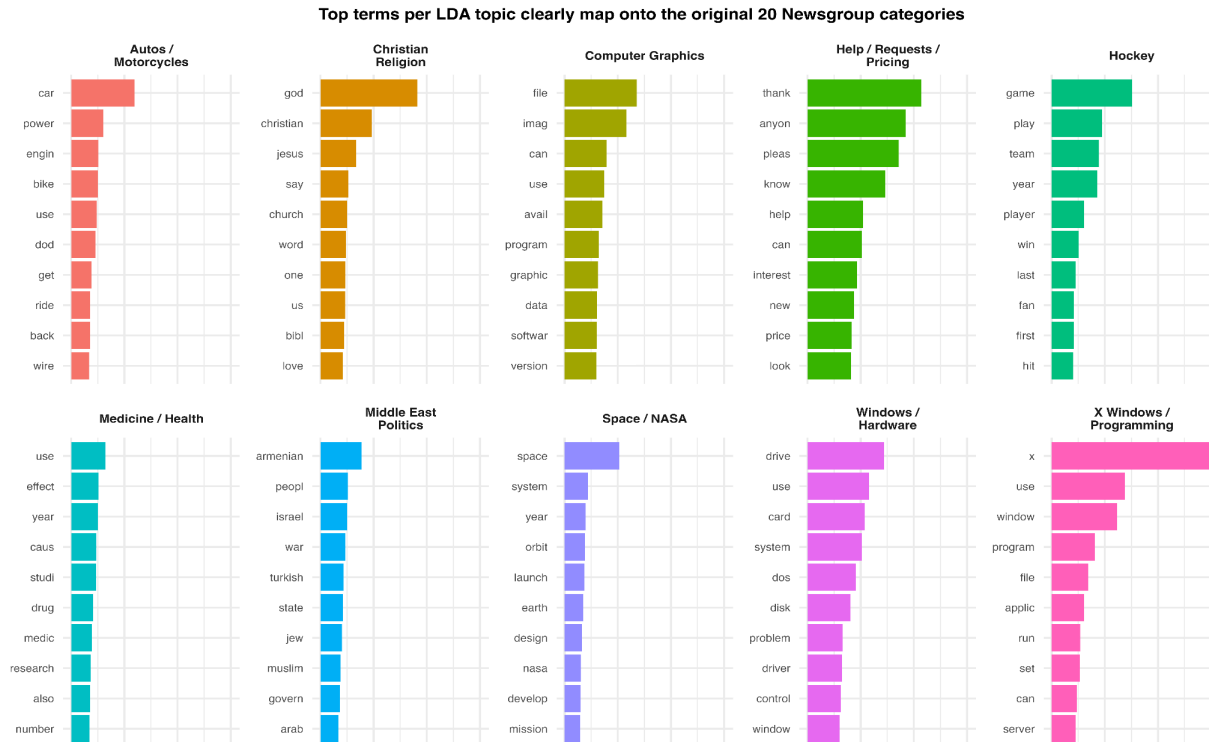 Top terms per LDA topic clearly map onto the original 20 Newsgroup categories
Autos /
Motorcycles
car
power
engin
bike
use
dod
get
ride
back
wire
Christian
Religion
god
christian
jesus
say
church
word
one
us
bibl
love
Computer Graphics
file
imag
can
use
avail
program
graphic
data
softwar
version
Help / Requests /
Pricing
thank
anyon
pleas
know
help
can
interest
new
price
look
Hockey
game
play
team
year
player
win
last
fan
first
hit
Medicine / Health
use
effect
year
caus
studi
drug
medic
research
also
number
Middle East
Politics
armenian
peopl
israel
war
turkish
state
jew
muslim
govern
arab
Space / NASA
space
system
year
orbit
launch
earth
design
nasa
develop
mission
Windows /
Hardware
drive
use
card
system
dos
disk
problem
driver
control
window
X Windows /
Programming
x
use
window
program
file
applic
run
set
can
server